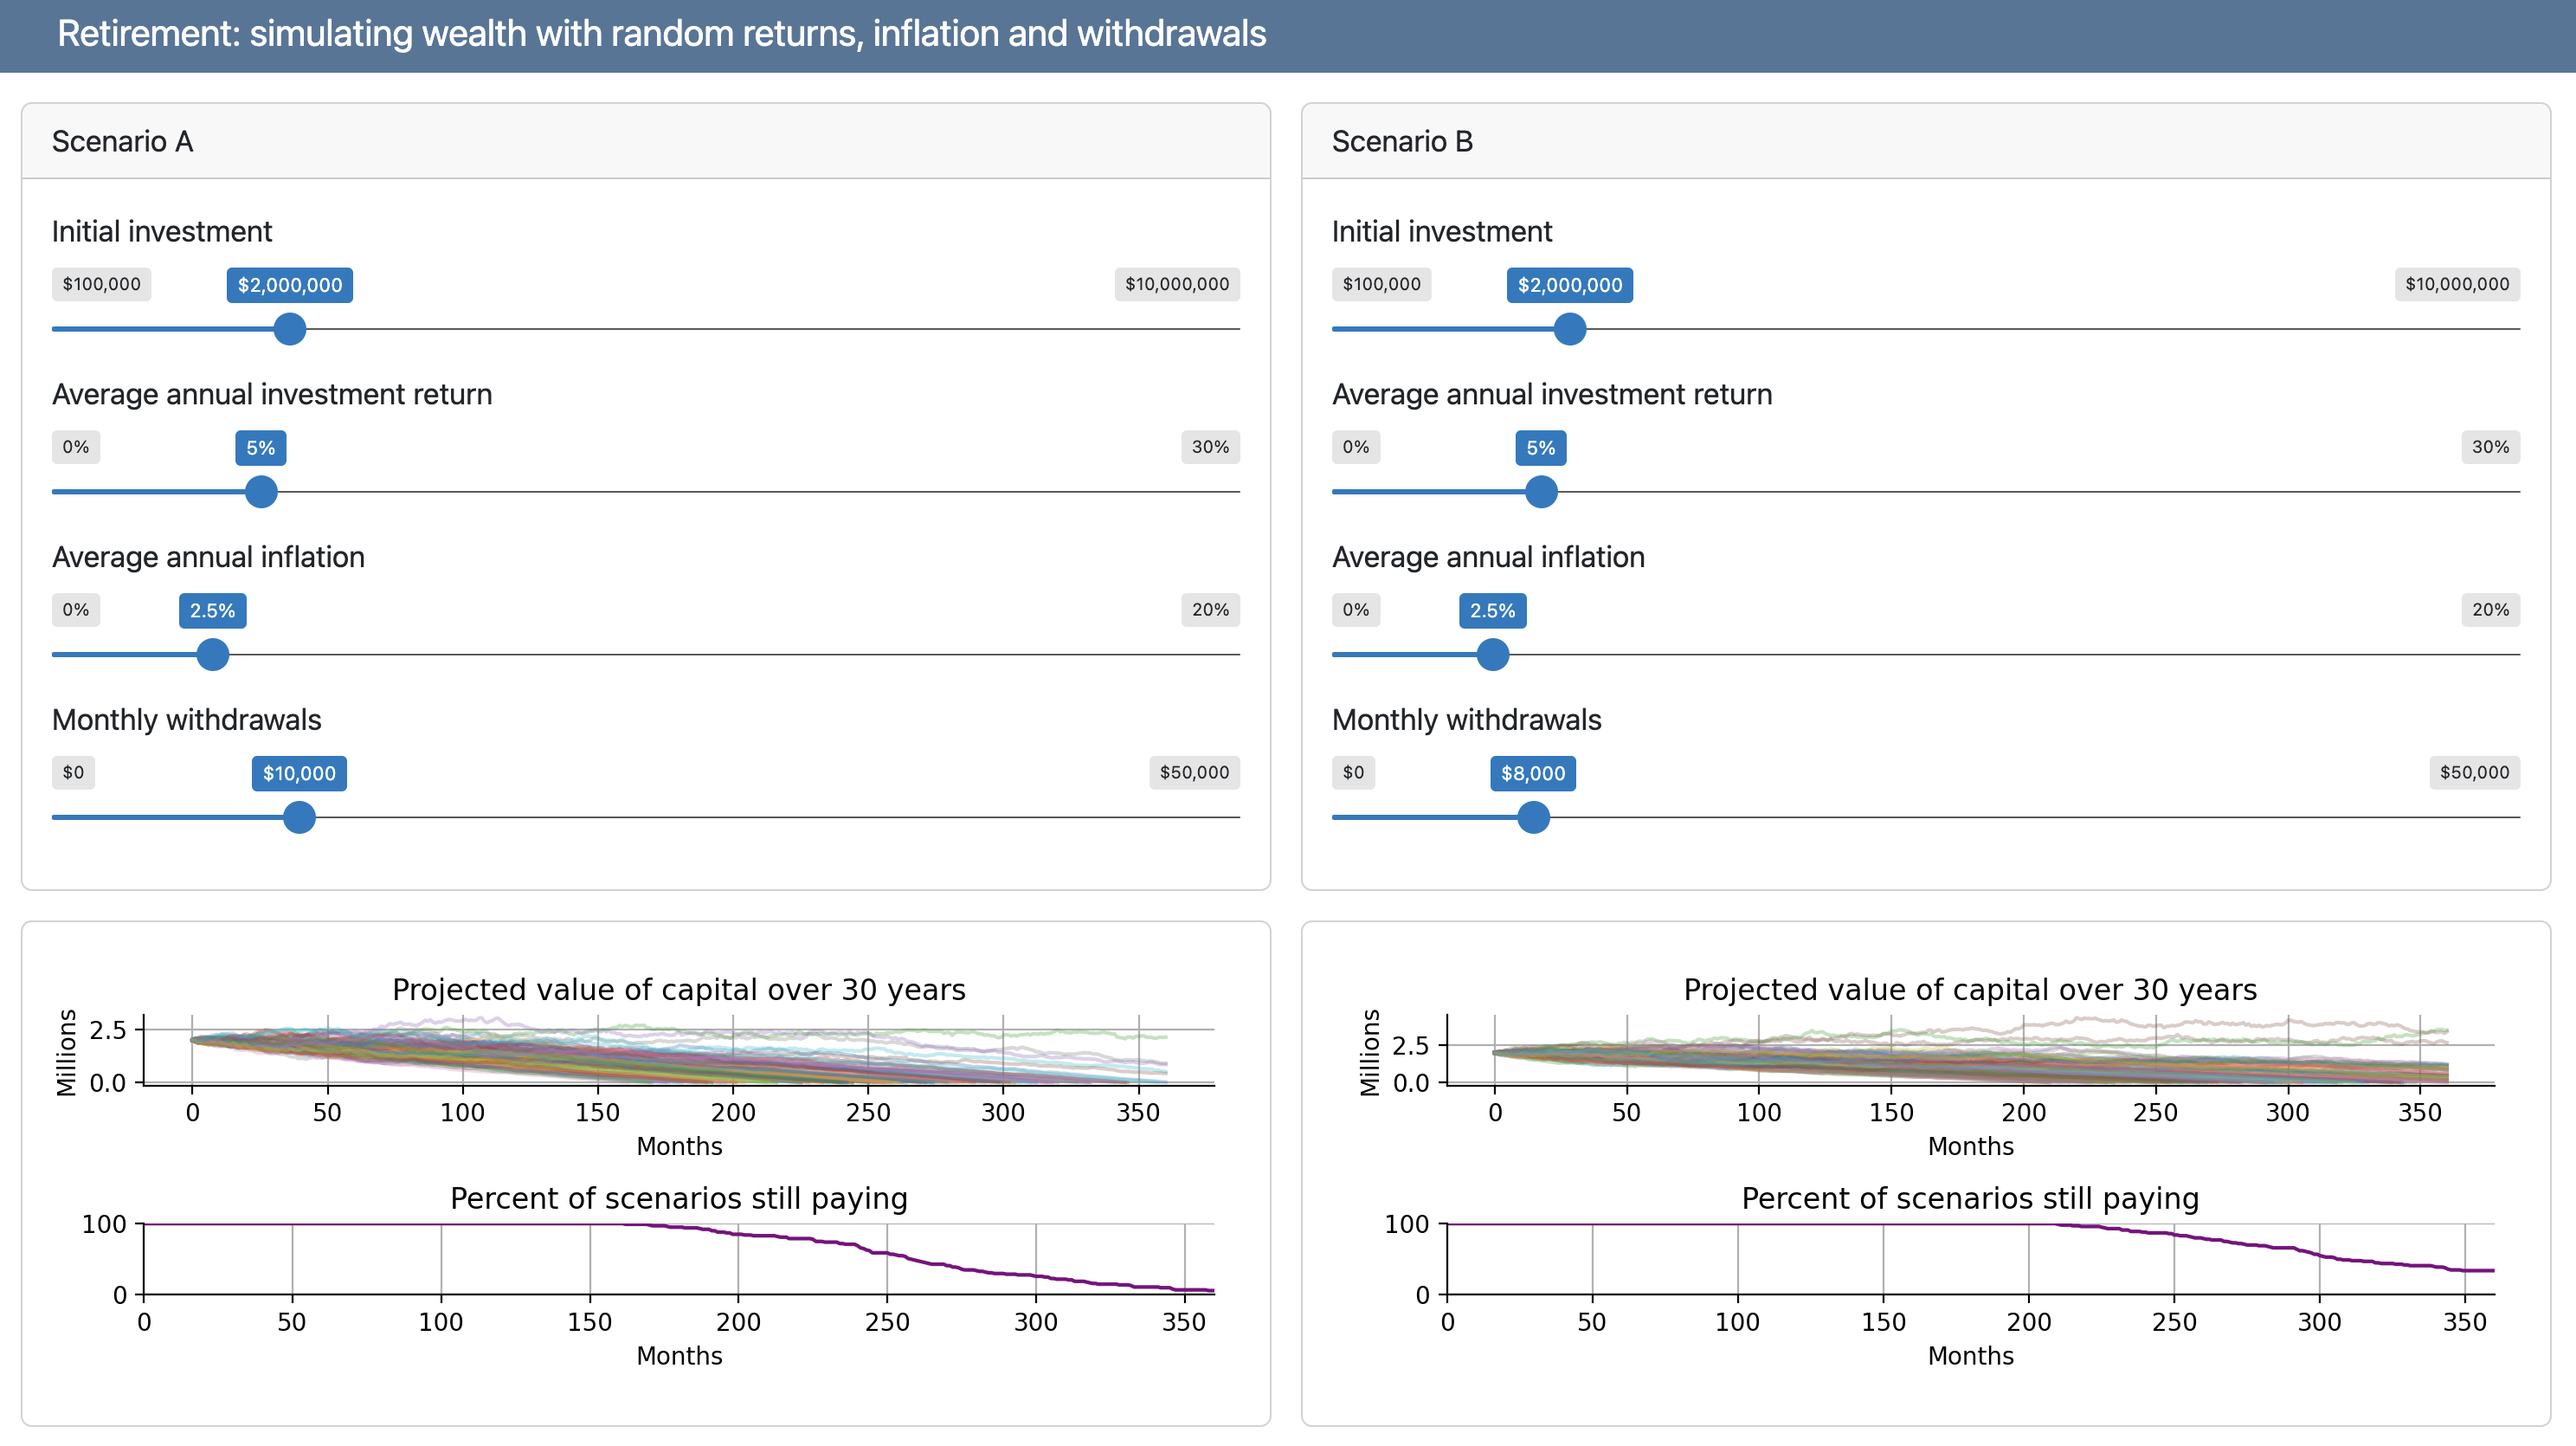 Retirement: simulating wealth with random returns, inflation and withdrawals
Scenario A
Initial investment
$100,000 $2,000,000 $10,000,000
Average annual investment return
0% 5% 30%
Average annual inflation
0% 2.5% 20%
Monthly withdrawals
$0 $10,000 $50,000
Scenario B
Initial investment
$100,000 $2,000,000 $10,000,000
Average annual investment return
0% 5% 30%
Average annual inflation
0% 2.5% 20%
Monthly withdrawals
$0 $8,000 $50,000
Projected value of capital over 30 years
Millions
2.5
0.0
0 50 100 150 200 250 300 350
Months
Percent of scenarios still paying
100
0
0 50 100 150 200 250 300 350
Months
Projected value of capital over 30 years
Millions
2.5
0.0
0 50 100 150 200 250 300 350
Months
Percent of scenarios still paying
100
0
0 50 100 150 200 250 300 350
Months